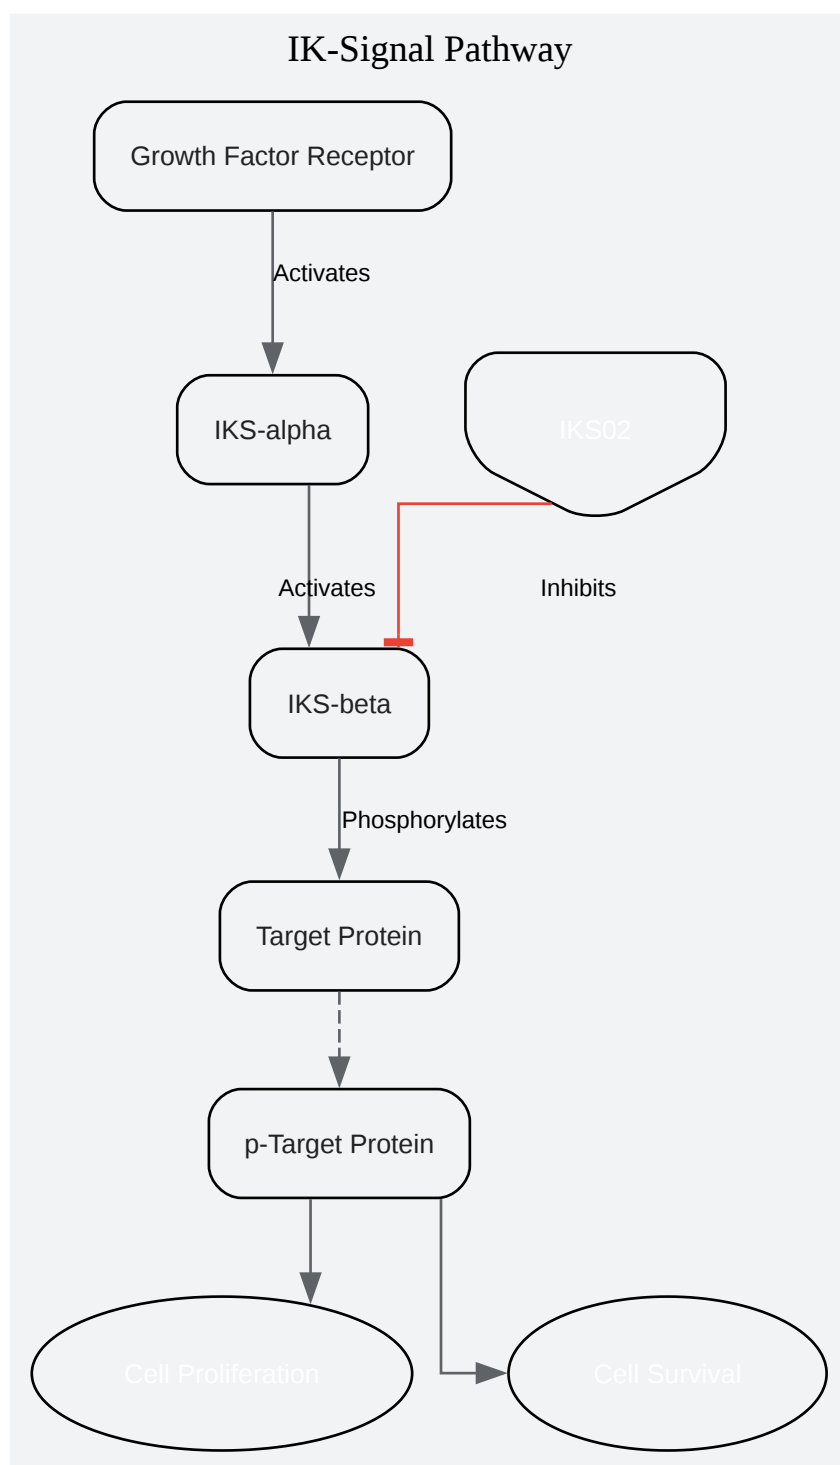 IK-Signal Pathway
Growth Factor Receptor
Activates
IKS-alpha
IKS02
Activates
Inhibits
IKS-beta
Phosphorylates
Target Protein
p-Target Protein
Cell Proliferation
Cell Survival